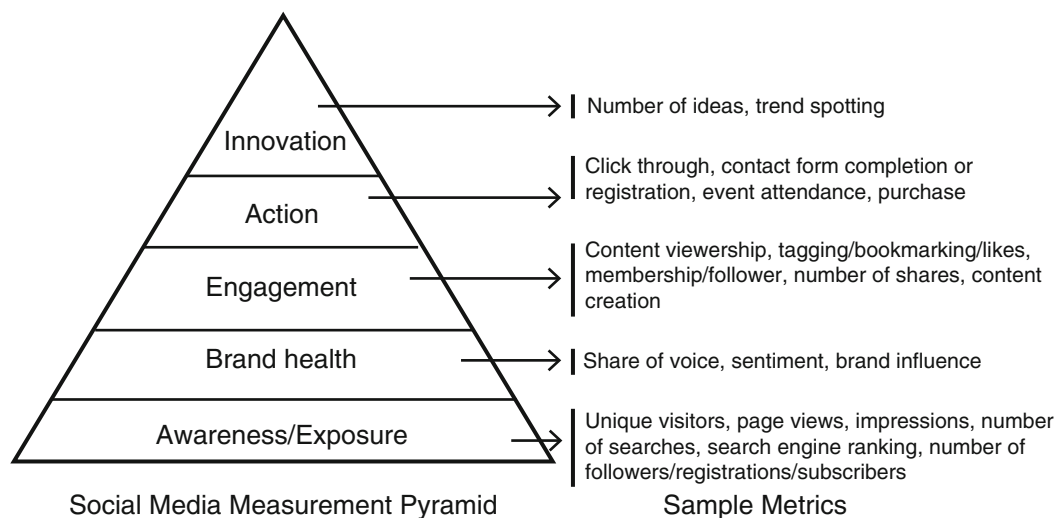 Number of ideas, trend spotting
Innovation
Click through, contact form completion or
registration, event attendance, purchase
Action
Content viewership, tagging/bookmarking/likes,
membership/follower, number of shares, content
creation
Engagement
Brand health
Share of voice, sentiment, brand influence
Awareness/Exposure
Unique visitors, page views, impressions, number
of searches, search engine ranking, number of
followers/registrations/subscribers
Social Media Measurement Pyramid
Sample Metrics